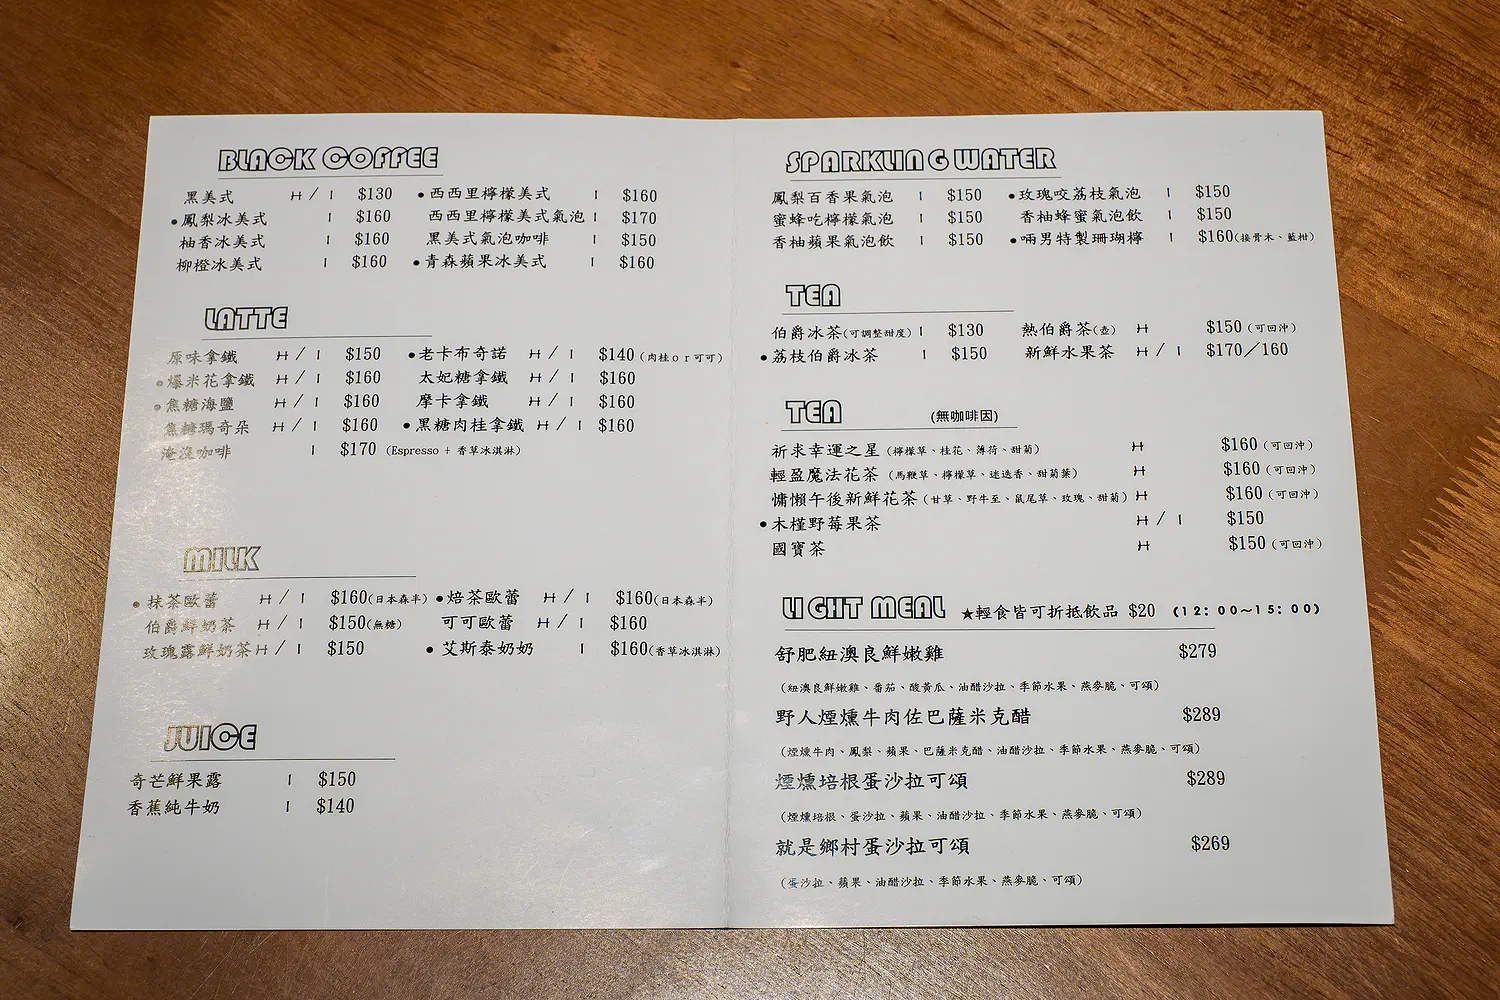 BLACK COFFEE
黑美式 H / I $130 ●西西里檸檬美式 I $160
●鳳梨冰美式 I $160 西西里檸檬美式氣泡 I $170
柚香冰美式 I $160 黑美式氣泡咖啡 I $150
柳橙冰美式 I $160 ●青森蘋果冰美式 I $160
LATTE
原味拿鐵 H / I $150 ●老卡布奇諾 H / I $140 (肉桂or可可)
●爆米花拿鐵 H / I $160 太妃糖拿鐵 H / I $160
●焦糖海鹽 H / I $160 摩卡拿鐵 H / I $160
焦糖瑪奇朵 H / I $160 ●黑糖肉桂拿鐵 H / I $160
淹沒咖啡 I $170 (Espresso + 香草冰淇淋)
MILK
●抹茶歐蕾 H / I $160(日本森半) ●焙茶歐蕾 H / I $160(日本森半)
伯爵鮮奶茶 H / I $150(無糖) 可可歐蕾 H / I $160
玫瑰露鮮奶茶 H / I $150 ●艾斯泰奶奶 I $160(香草冰淇淋)
JUICE
奇芒鮮果露 I $150
香蕉純牛奶 I $140
SPARKLING WATER
鳳梨百香果氣泡 I $150 ●玫瑰咬荔枝氣泡 I $150
蜜蜂吃檸檬氣泡 I $150 香柚蜂蜜氣泡飲 I $150
香柚蘋果氣泡飲 I $150 ●啢男特製珊瑚檸 I $160(接骨木、藍柑)
TEA
伯爵冰茶(可調整甜度) I $130 熱伯爵茶(壺) H $150(可回沖)
●荔枝伯爵冰茶 I $150 新鮮水果茶 H / I $170／160
TEA (無咖啡因)
祈求幸運之星 (檸檬草、桂花、薄荷、甜菊) H $160(可回沖)
輕盈魔法花茶 (馬鞭草、檸檬草、迷迭香、甜菊葉) H $160(可回沖)
慵懶午後新鮮花茶(甘草、野牛至、鼠尾草、玫瑰、甜菊) H $160(可回沖)
●木槿野莓果茶 H / I $150
國寶茶 H $150(可回沖)
LIGHT MEAL ★輕食皆可折抵飲品 $20 (12:00~15:00)
舒肥紐澳良鮮嫩雞 $279
(紐澳良鮮嫩雞、番茄、酸黃瓜、油醋沙拉、季節水果、燕麥脆、可頌)
野人煙燻牛肉佐巴薩米克醋 $289
(煙燻牛肉、鳳梨、蘋果、巴薩米克醋、油醋沙拉、季節水果、燕麥脆、可頌)
煙燻培根蛋沙拉可頌 $289
(煙燻培根、蛋沙拉、蘋果、油醋沙拉、季節水果、燕麥脆、可頌)
就是鄉村蛋沙拉可頌 $269
(蛋沙拉、蘋果、油醋沙拉、季節水果、燕麥脆、可頌)